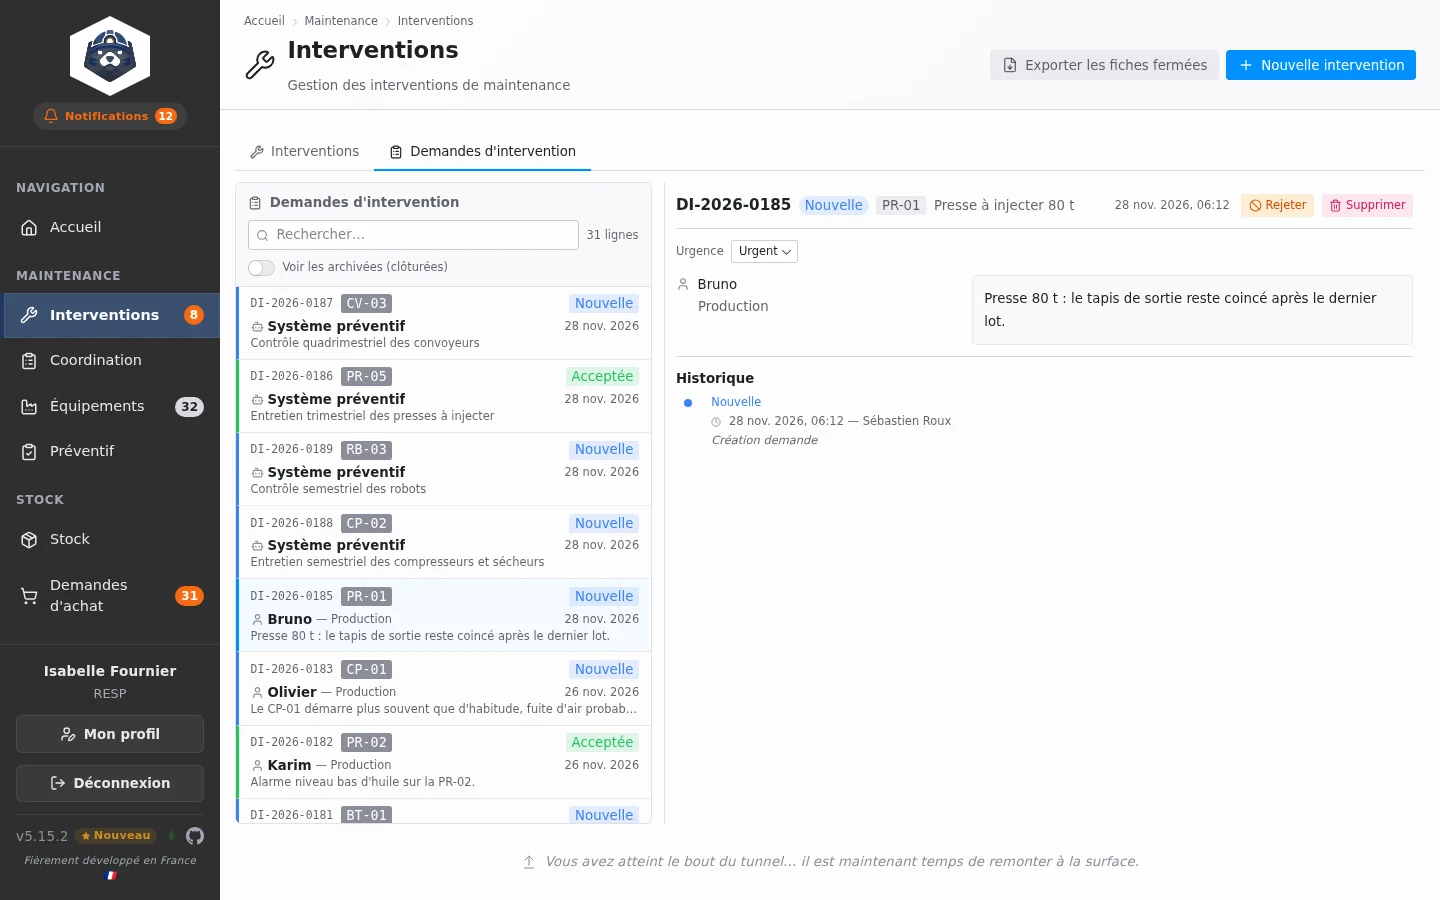 Notifications 12
NAVIGATION
Accueil
MAINTENANCE
Interventions 8
Coordination
Équipements 32
Préventif
STOCK
Stock
Demandes
d'achat 31
Isabelle Fournier
RESP
Mon profil
Déconnexion
v5.15.2 Nouveau
Fièrement développé en France
Accueil > Maintenance > Interventions
Interventions
Gestion des interventions de maintenance
Exporter les fiches fermées
+ Nouvelle intervention
Interventions
Demandes d'intervention
Demandes d'intervention
Rechercher...
31 lignes
Voir les archivées (clôturées)
DI-2026-0187 CV-03 Nouvelle
Système préventif 28 nov. 2026
Contrôle quadrimestriel des convoyeurs
DI-2026-0186 PR-05 Acceptée
Système préventif 28 nov. 2026
Entretien trimestriel des presses à injecter
DI-2026-0189 RB-03 Nouvelle
Système préventif 28 nov. 2026
Contrôle semestriel des robots
DI-2026-0188 CP-02 Nouvelle
Système préventif 28 nov. 2026
Entretien semestriel des compresseurs et sécheurs
DI-2026-0185 PR-01 Nouvelle
Bruno — Production 28 nov. 2026
Presse 80 t : le tapis de sortie reste coincé après le dernier lot.
DI-2026-0183 CP-01 Nouvelle
Olivier — Production 26 nov. 2026
Le CP-01 démarre plus souvent que d'habitude, fuite d'air probab...
DI-2026-0182 PR-02 Acceptée
Karim — Production 26 nov. 2026
Alarme niveau bas d'huile sur la PR-02.
DI-2026-0181 BT-01 Nouvelle
DI-2026-0185 Nouvelle PR-01 Presse à injecter 80 t 28 nov. 2026, 06:12 Rejeter Supprimer
Urgence Urgent
Bruno
Production
Presse 80 t : le tapis de sortie reste coincé après le dernier
lot.
Historique
Nouvelle
28 nov. 2026, 06:12 — Sébastien Roux
Création demande
Vous avez atteint le bout du tunnel... il est maintenant temps de remonter à la surface.